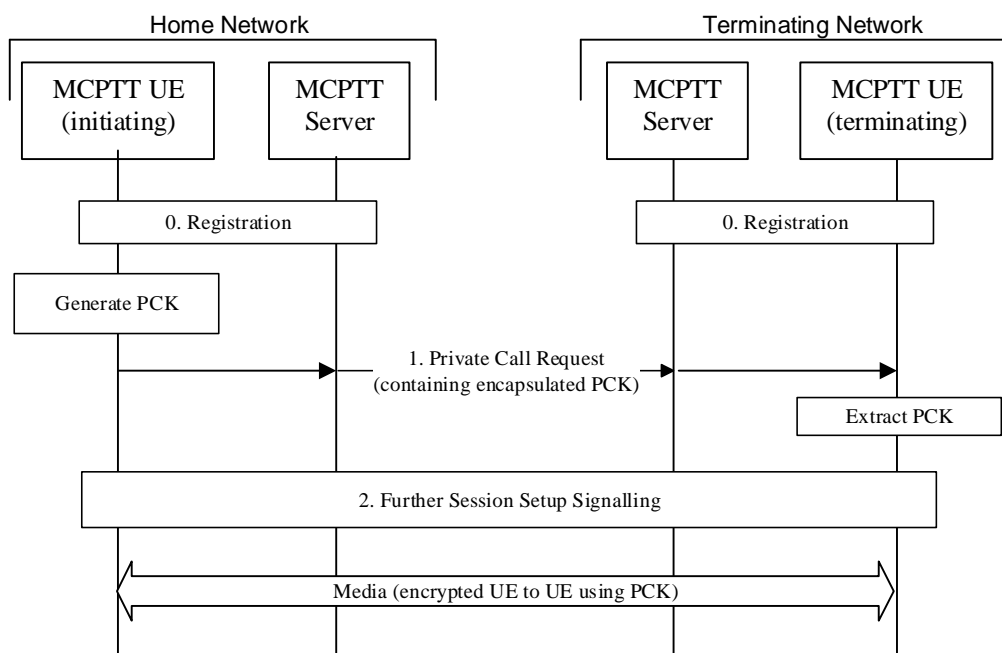 Home Network
Terminating Network
MCPTT UE
(initiating)
MCPTT
Server
MCPTT
Server
MCPTT UE
(terminating)
0. Registration
0. Registration
Generate PCK
1. Private Call Request
(containing encapsulated PCK)
Extract PCK
2. Further Session Setup Signalling
Media (encrypted UE to UE using PCK)